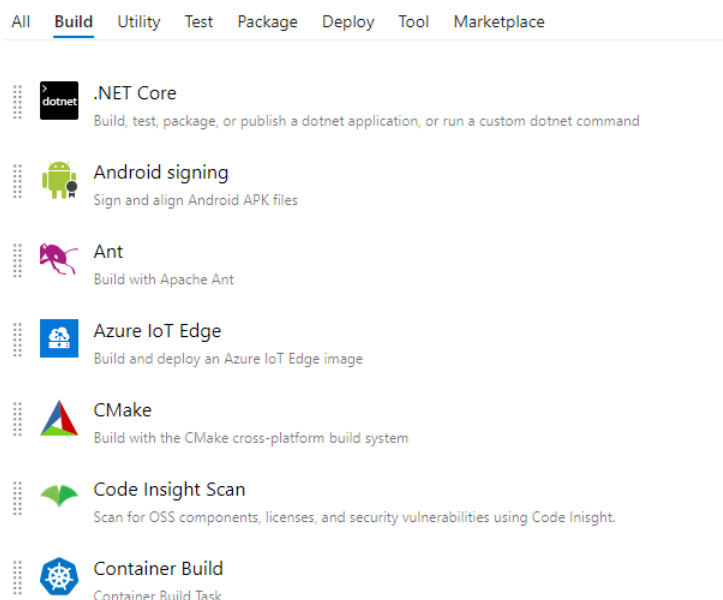 All Build Utility Test Package Deploy Tool Marketplace
.NET Core
dotnet
Build, test, package, or publish a dotnet application, or run a custom dotnet command
Android signing
Sign and align Android APK files
Ant
Build with Apache Ant
Azure IoT Edge
Build and deploy an Azure IoT Edge image
CMake
Build with the CMake cross-platform build system
Code Insight Scan
Scan for OSS components, licenses, and security vulnerabilities using Code Inisght.
Container Build
Container Build Task